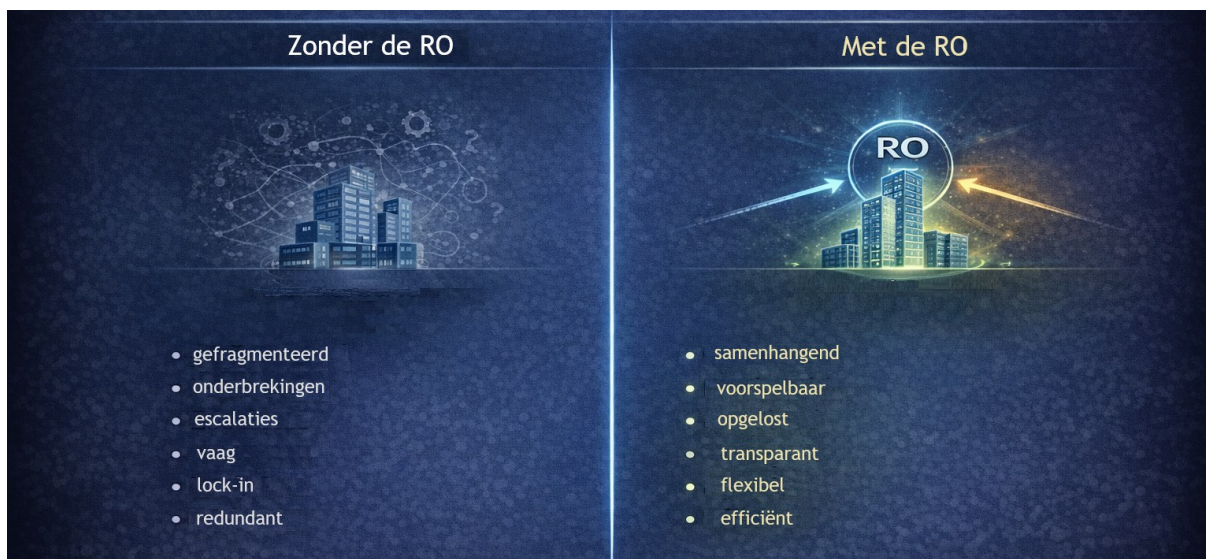 Zonder de RO
gefragmenteerd
onderbrekingen
escalaties
vaag
lock-in
redundant
Met de RO
RO
samenhangend
voorspelbaar
opgelost
transparant
flexibel
efficiënt